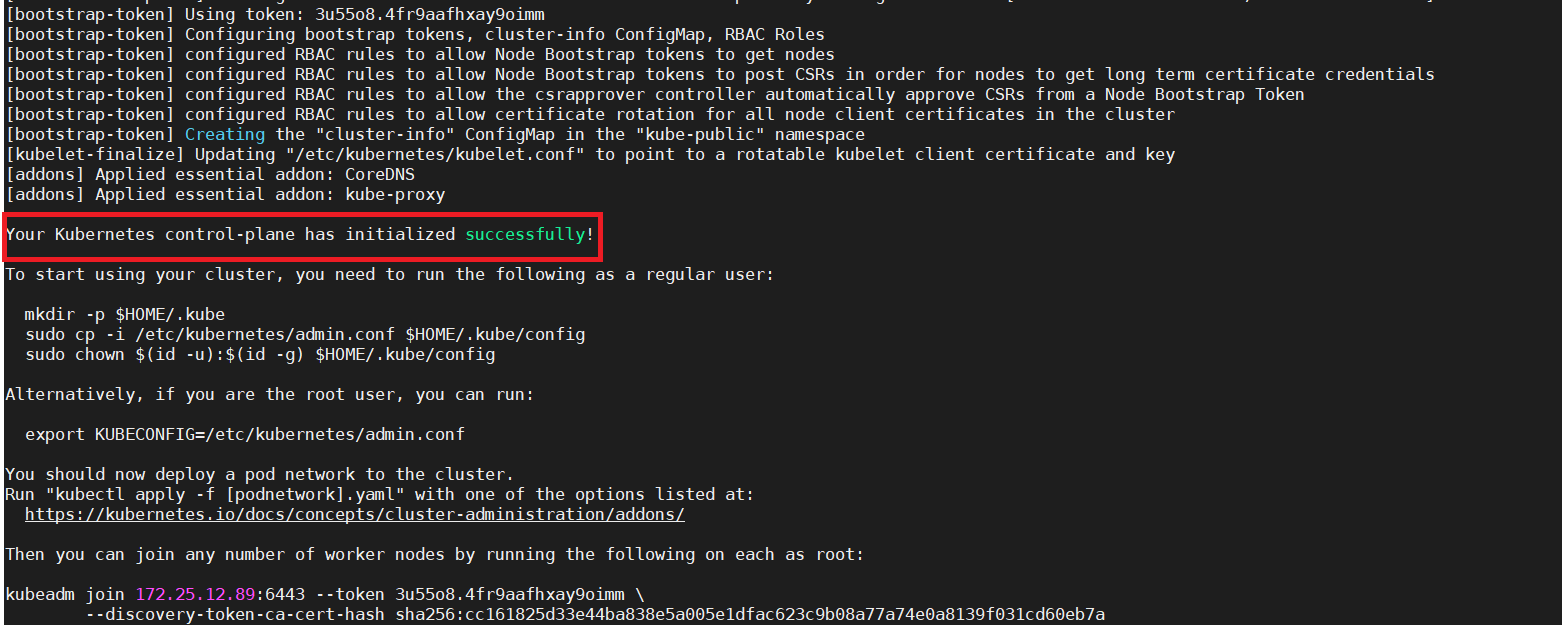 [bootstrap-token] Using token: 3u55o8.4fr9aafhxay9oimm
[bootstrap-token] Configuring bootstrap tokens, cluster-info ConfigMap, RBAC Roles
[bootstrap-token] configured RBAC rules to allow Node Bootstrap tokens to get nodes
[bootstrap-token] configured RBAC rules to allow Node Bootstrap tokens to post CSRs in order for nodes to get long term certificate credentials
[bootstrap-token] configured RBAC rules to allow the csrapprover controller automatically approve CSRs from a Node Bootstrap Token
[bootstrap-token] configured RBAC rules to allow certificate rotation for all node client certificates in the cluster
[bootstrap-token] Creating the "cluster-info" ConfigMap in the "kube-public" namespace
[kubelet-finalize] Updating "/etc/kubernetes/kubelet.conf" to point to a rotatable kubelet client certificate and key
[addons] Applied essential addon: CoreDNS
[addons] Applied essential addon: kube-proxy
Your Kubernetes control-plane has initialized successfully!
To start using your cluster, you need to run the following as a regular user:
mkdir -p $HOME/.kube
sudo cp -i /etc/kubernetes/admin.conf $HOME/.kube/config
sudo chown $(id -u):$(id -g) $HOME/.kube/config
Alternatively, if you are the root user, you can run:
export KUBECONFIG=/etc/kubernetes/admin.conf
You should now deploy a pod network to the cluster.
Run "kubectl apply -f [podnetwork].yaml" with one of the options listed at:
https://kubernetes.io/docs/concepts/cluster-administration/addons/
Then you can join any number of worker nodes by running the following on each as root:
kubeadm join 172.25.12.89:6443 --token 3u55o8.4fr9aafhxay9oimm \
--discovery-token-ca-cert-hash sha256:cc161825d33e44ba838e5a005e1dfac623c9b08a77a74e0a8139f031cd60eb7a